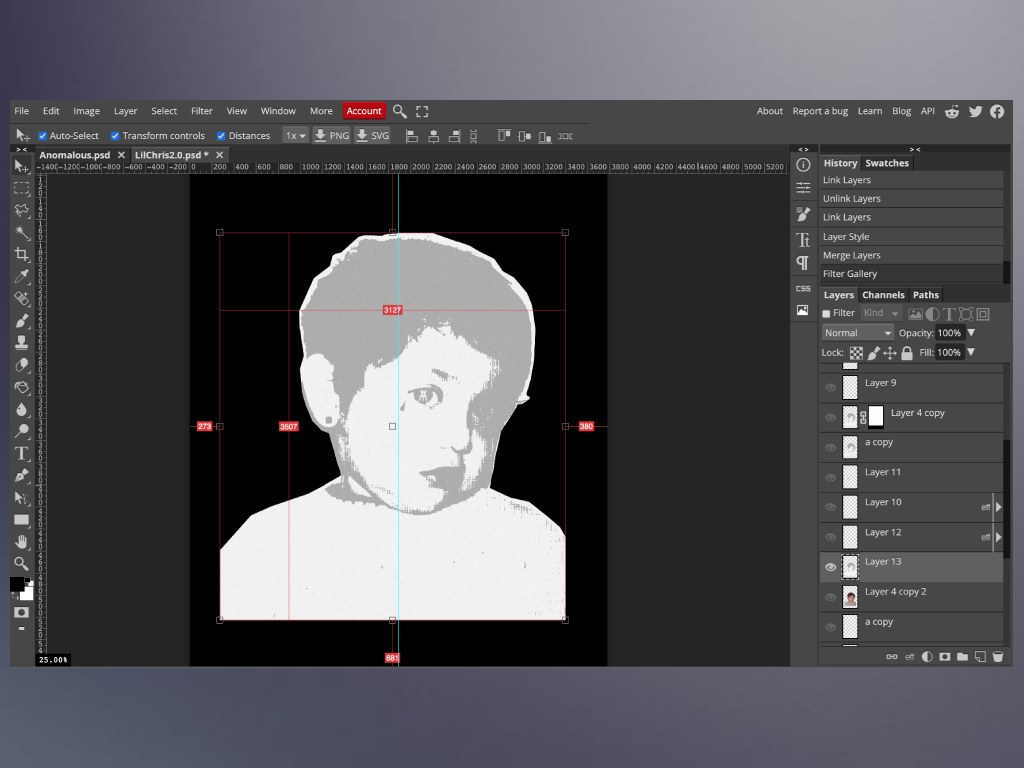 File Edit Image Layer Select Filter View Window More Account About Report a bug Learn Blog API
Auto-Select Transform controls Distances 1x PNG SVG
Anomalous.psd LilChris2.0.psd *
-1400 -1200 -1000 -800 -600 -400 -200 0 200 400 600 800 1000 1200 1400 1600 1800 2000 2200 2400 2600 2800 3000 3200 3400 3600 3800 4000 4200 4400 4600 4800 5000 5200
3127
273
3507
380
681
25.00%
CSS
History Swatches
Link Layers
Unlink Layers
Link Layers
Layer Style
Merge Layers
Filter Gallery
Layers Channels Paths
Filter Kind
Normal Opacity: 100%
Lock: Fill: 100%
Layer 9
Layer 4 copy
a copy
Layer 11
Layer 10 eff
Layer 12 eff
Layer 13
Layer 4 copy 2
a copy
eff